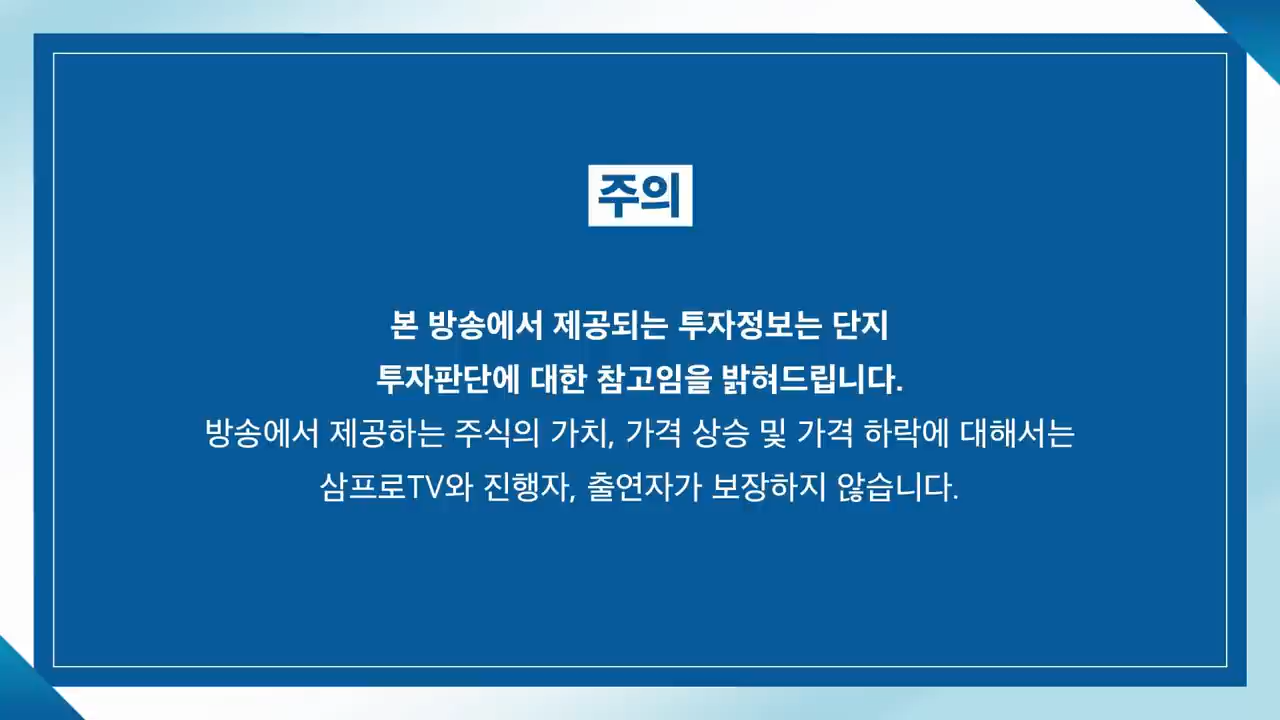 주의
본 방송에서 제공되는 투자정보는 단지
투자판단에 대한 참고임을 밝혀드립니다.
방송에서 제공하는 주식의 가치, 가격 상승 및 가격 하락에 대해서는
삼프로TV와 진행자, 출연자가 보장하지 않습니다.